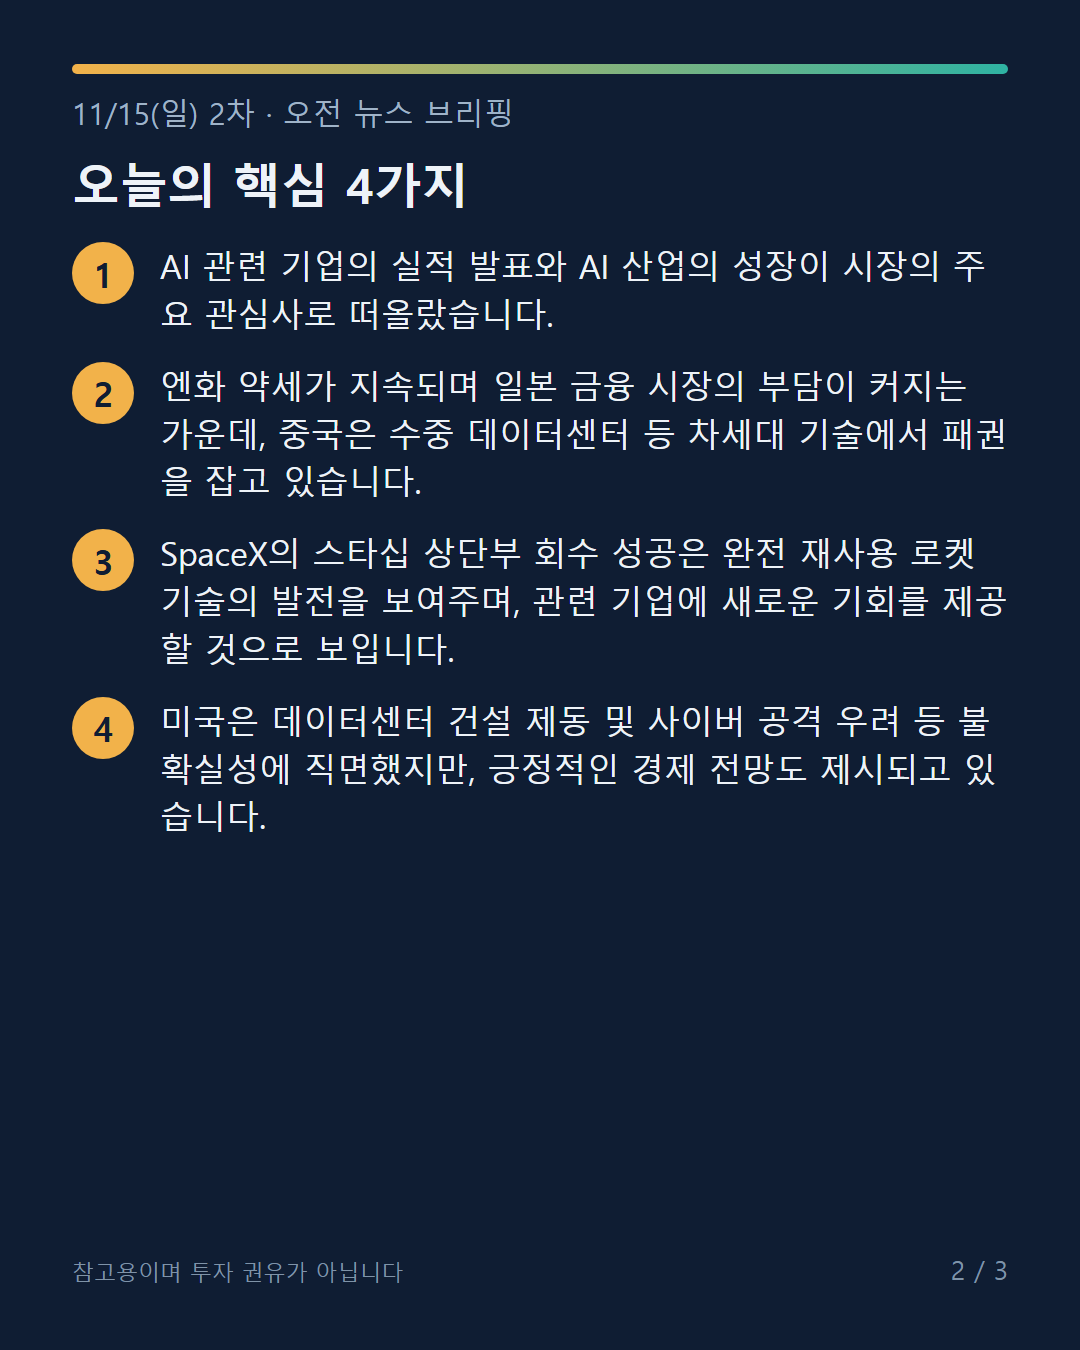 11/15(일) 2차 · 오전 뉴스 브리핑
오늘의 핵심 4가지
1
AI 관련 기업의 실적 발표와 AI 산업의 성장이 시장의 주
요 관심사로 떠올랐습니다.
2
엔화 약세가 지속되며 일본 금융 시장의 부담이 커지는
가운데, 중국은 수중 데이터센터 등 차세대 기술에서 패권
을 잡고 있습니다.
3
SpaceX의 스타십 상단부 회수 성공은 완전 재사용 로켓
기술의 발전을 보여주며, 관련 기업에 새로운 기회를 제공
할 것으로 보입니다.
4
미국은 데이터센터 건설 제동 및 사이버 공격 우려 등 불
확실성에 직면했지만, 긍정적인 경제 전망도 제시되고 있
습니다.
참고용이며 투자 권유가 아닙니다
2 / 3